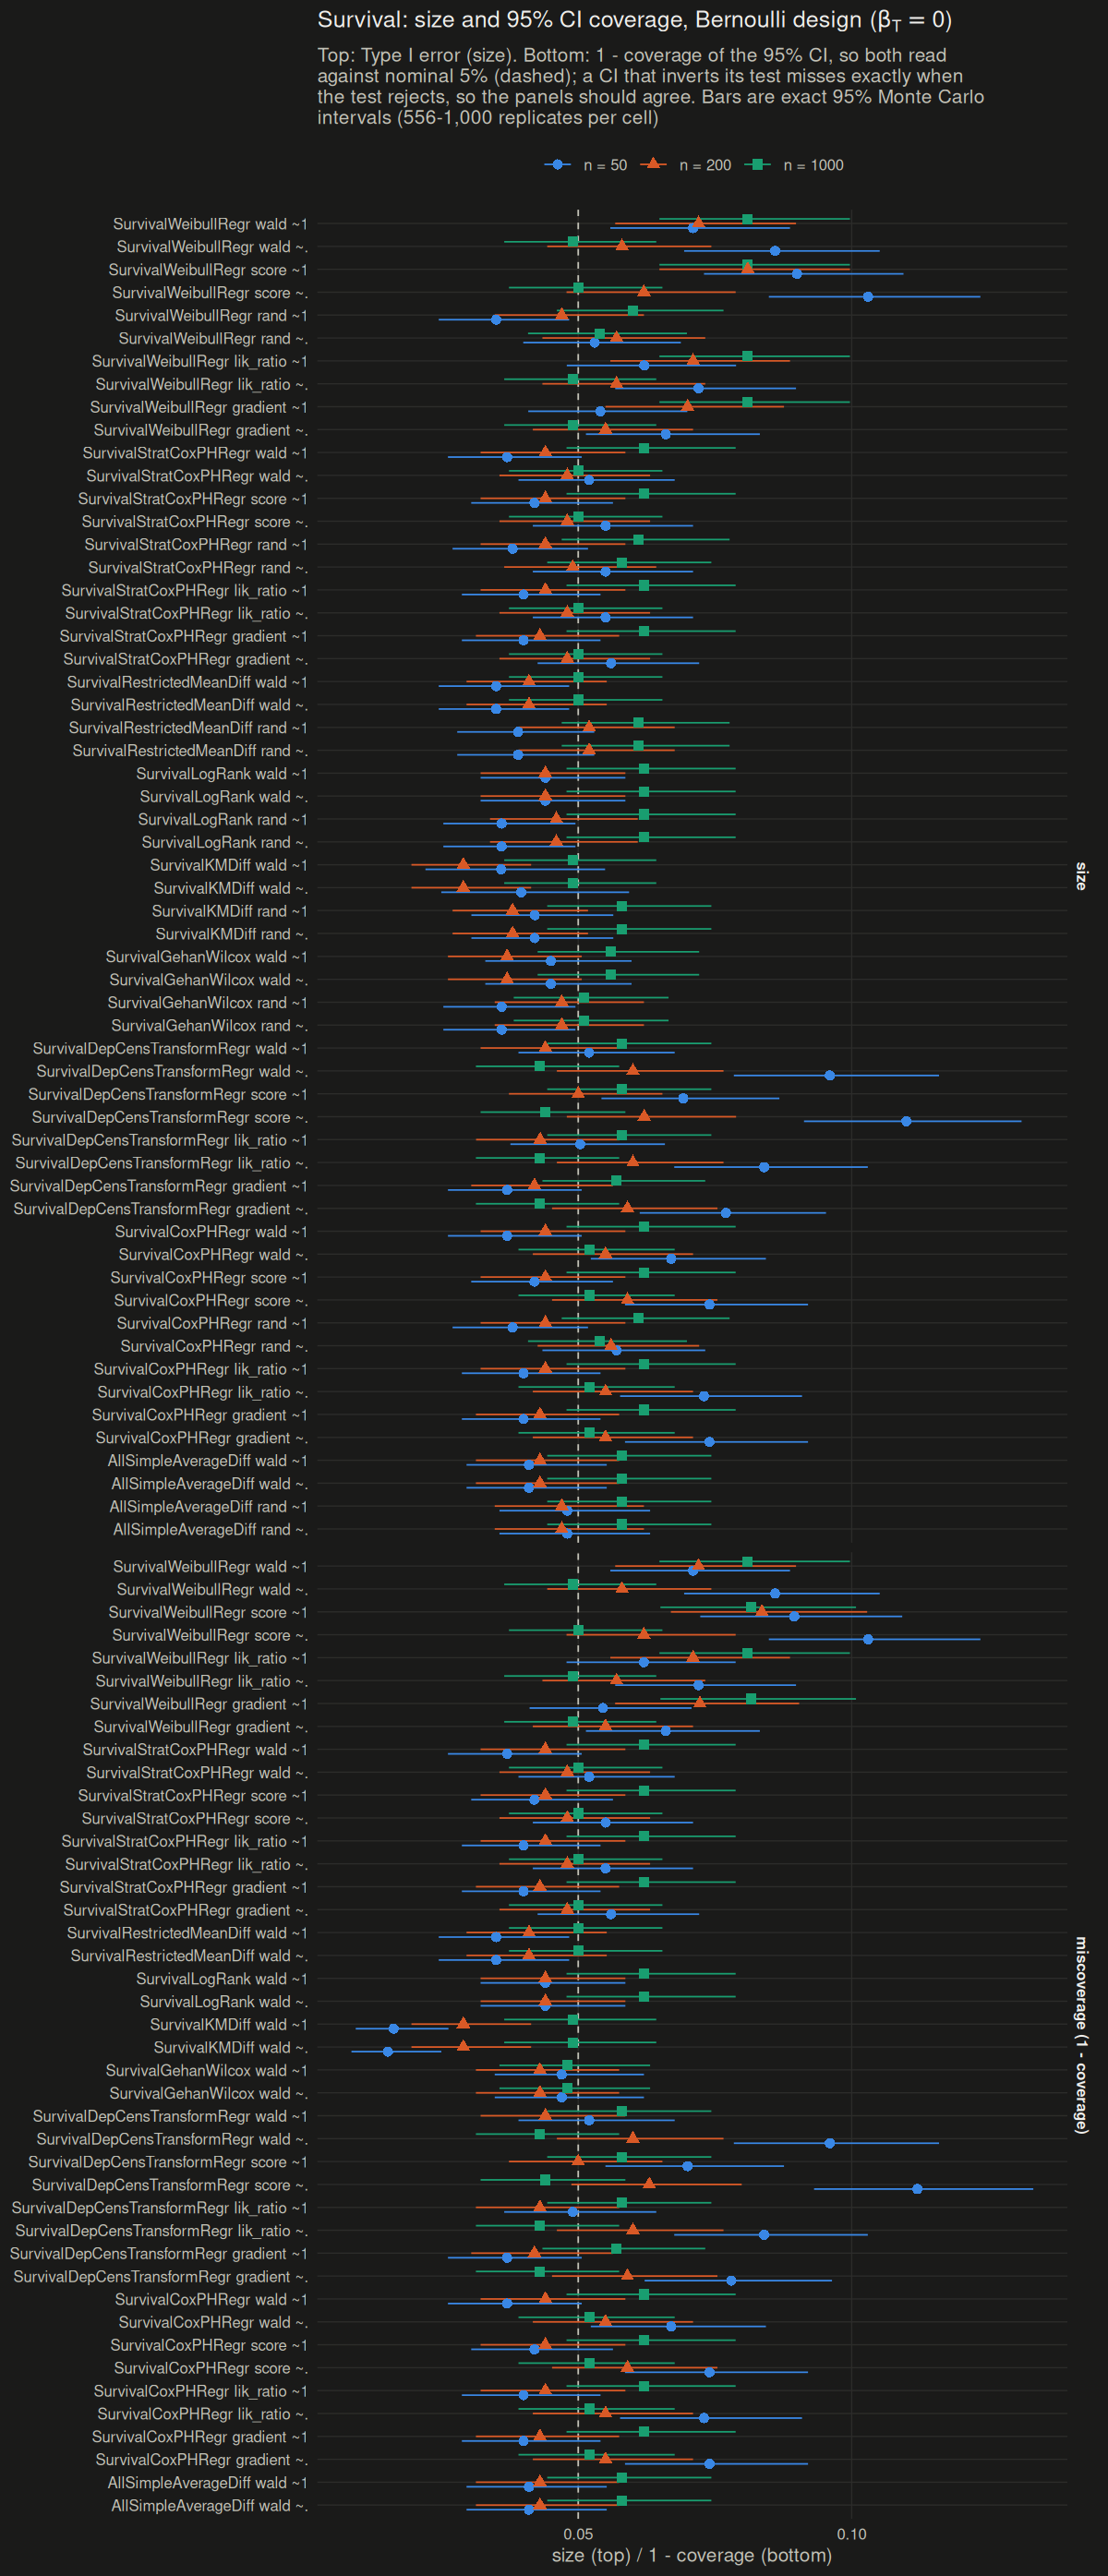 Survival: size and 95% CI coverage, Bernoulli design (βT = 0)
Top: Type I error (size). Bottom: 1 - coverage of the 95% CI, so both read
against nominal 5% (dashed); a CI that inverts its test misses exactly when
the test rejects, so the panels should agree. Bars are exact 95% Monte Carlo
intervals (556-1,000 replicates per cell)
n = 50 n = 200 n = 1000
SurvivalWeibullRegr wald ~1
SurvivalWeibullRegr wald ~.
SurvivalWeibullRegr score ~1
SurvivalWeibullRegr score ~.
SurvivalWeibullRegr rand ~1
SurvivalWeibullRegr rand ~.
SurvivalWeibullRegr lik_ratio ~1
SurvivalWeibullRegr lik_ratio ~.
SurvivalWeibullRegr gradient ~1
SurvivalWeibullRegr gradient ~.
SurvivalStratCoxPHRegr wald ~1
SurvivalStratCoxPHRegr wald ~.
SurvivalStratCoxPHRegr score ~1
SurvivalStratCoxPHRegr score ~.
SurvivalStratCoxPHRegr rand ~1
SurvivalStratCoxPHRegr rand ~.
SurvivalStratCoxPHRegr lik_ratio ~1
SurvivalStratCoxPHRegr lik_ratio ~.
SurvivalStratCoxPHRegr gradient ~1
SurvivalStratCoxPHRegr gradient ~.
SurvivalRestrictedMeanDiff wald ~1
SurvivalRestrictedMeanDiff wald ~.
SurvivalRestrictedMeanDiff rand ~1
SurvivalRestrictedMeanDiff rand ~.
SurvivalLogRank wald ~1
SurvivalLogRank wald ~.
SurvivalLogRank rand ~1
SurvivalLogRank rand ~.
SurvivalKMDiff wald ~1
SurvivalKMDiff wald ~.
SurvivalKMDiff rand ~1
SurvivalKMDiff rand ~.
SurvivalGehanWilcox wald ~1
SurvivalGehanWilcox wald ~.
SurvivalGehanWilcox rand ~1
SurvivalGehanWilcox rand ~.
SurvivalDepCensTransformRegr wald ~1
SurvivalDepCensTransformRegr wald ~.
SurvivalDepCensTransformRegr score ~1
SurvivalDepCensTransformRegr score ~.
SurvivalDepCensTransformRegr lik_ratio ~1
SurvivalDepCensTransformRegr lik_ratio ~.
SurvivalDepCensTransformRegr gradient ~1
SurvivalDepCensTransformRegr gradient ~.
SurvivalCoxPHRegr wald ~1
SurvivalCoxPHRegr wald ~.
SurvivalCoxPHRegr score ~1
SurvivalCoxPHRegr score ~.
SurvivalCoxPHRegr rand ~1
SurvivalCoxPHRegr rand ~.
SurvivalCoxPHRegr lik_ratio ~1
SurvivalCoxPHRegr lik_ratio ~.
SurvivalCoxPHRegr gradient ~1
SurvivalCoxPHRegr gradient ~.
AllSimpleAverageDiff wald ~1
AllSimpleAverageDiff wald ~.
AllSimpleAverageDiff rand ~1
AllSimpleAverageDiff rand ~.
size
SurvivalWeibullRegr wald ~1
SurvivalWeibullRegr wald ~.
SurvivalWeibullRegr score ~1
SurvivalWeibullRegr score ~.
SurvivalWeibullRegr lik_ratio ~1
SurvivalWeibullRegr lik_ratio ~.
SurvivalWeibullRegr gradient ~1
SurvivalWeibullRegr gradient ~.
SurvivalStratCoxPHRegr wald ~1
SurvivalStratCoxPHRegr wald ~.
SurvivalStratCoxPHRegr score ~1
SurvivalStratCoxPHRegr score ~.
SurvivalStratCoxPHRegr lik_ratio ~1
SurvivalStratCoxPHRegr lik_ratio ~.
SurvivalStratCoxPHRegr gradient ~1
SurvivalStratCoxPHRegr gradient ~.
SurvivalRestrictedMeanDiff wald ~1
SurvivalRestrictedMeanDiff wald ~.
SurvivalLogRank wald ~1
SurvivalLogRank wald ~.
SurvivalKMDiff wald ~1
SurvivalKMDiff wald ~.
SurvivalGehanWilcox wald ~1
SurvivalGehanWilcox wald ~.
SurvivalDepCensTransformRegr wald ~1
SurvivalDepCensTransformRegr wald ~.
SurvivalDepCensTransformRegr score ~1
SurvivalDepCensTransformRegr score ~.
SurvivalDepCensTransformRegr lik_ratio ~1
SurvivalDepCensTransformRegr lik_ratio ~.
SurvivalDepCensTransformRegr gradient ~1
SurvivalDepCensTransformRegr gradient ~.
SurvivalCoxPHRegr wald ~1
SurvivalCoxPHRegr wald ~.
SurvivalCoxPHRegr score ~1
SurvivalCoxPHRegr score ~.
SurvivalCoxPHRegr lik_ratio ~1
SurvivalCoxPHRegr lik_ratio ~.
SurvivalCoxPHRegr gradient ~1
SurvivalCoxPHRegr gradient ~.
AllSimpleAverageDiff wald ~1
AllSimpleAverageDiff wald ~.
miscoverage (1 - coverage)
0.05 0.10
size (top) / 1 - coverage (bottom)